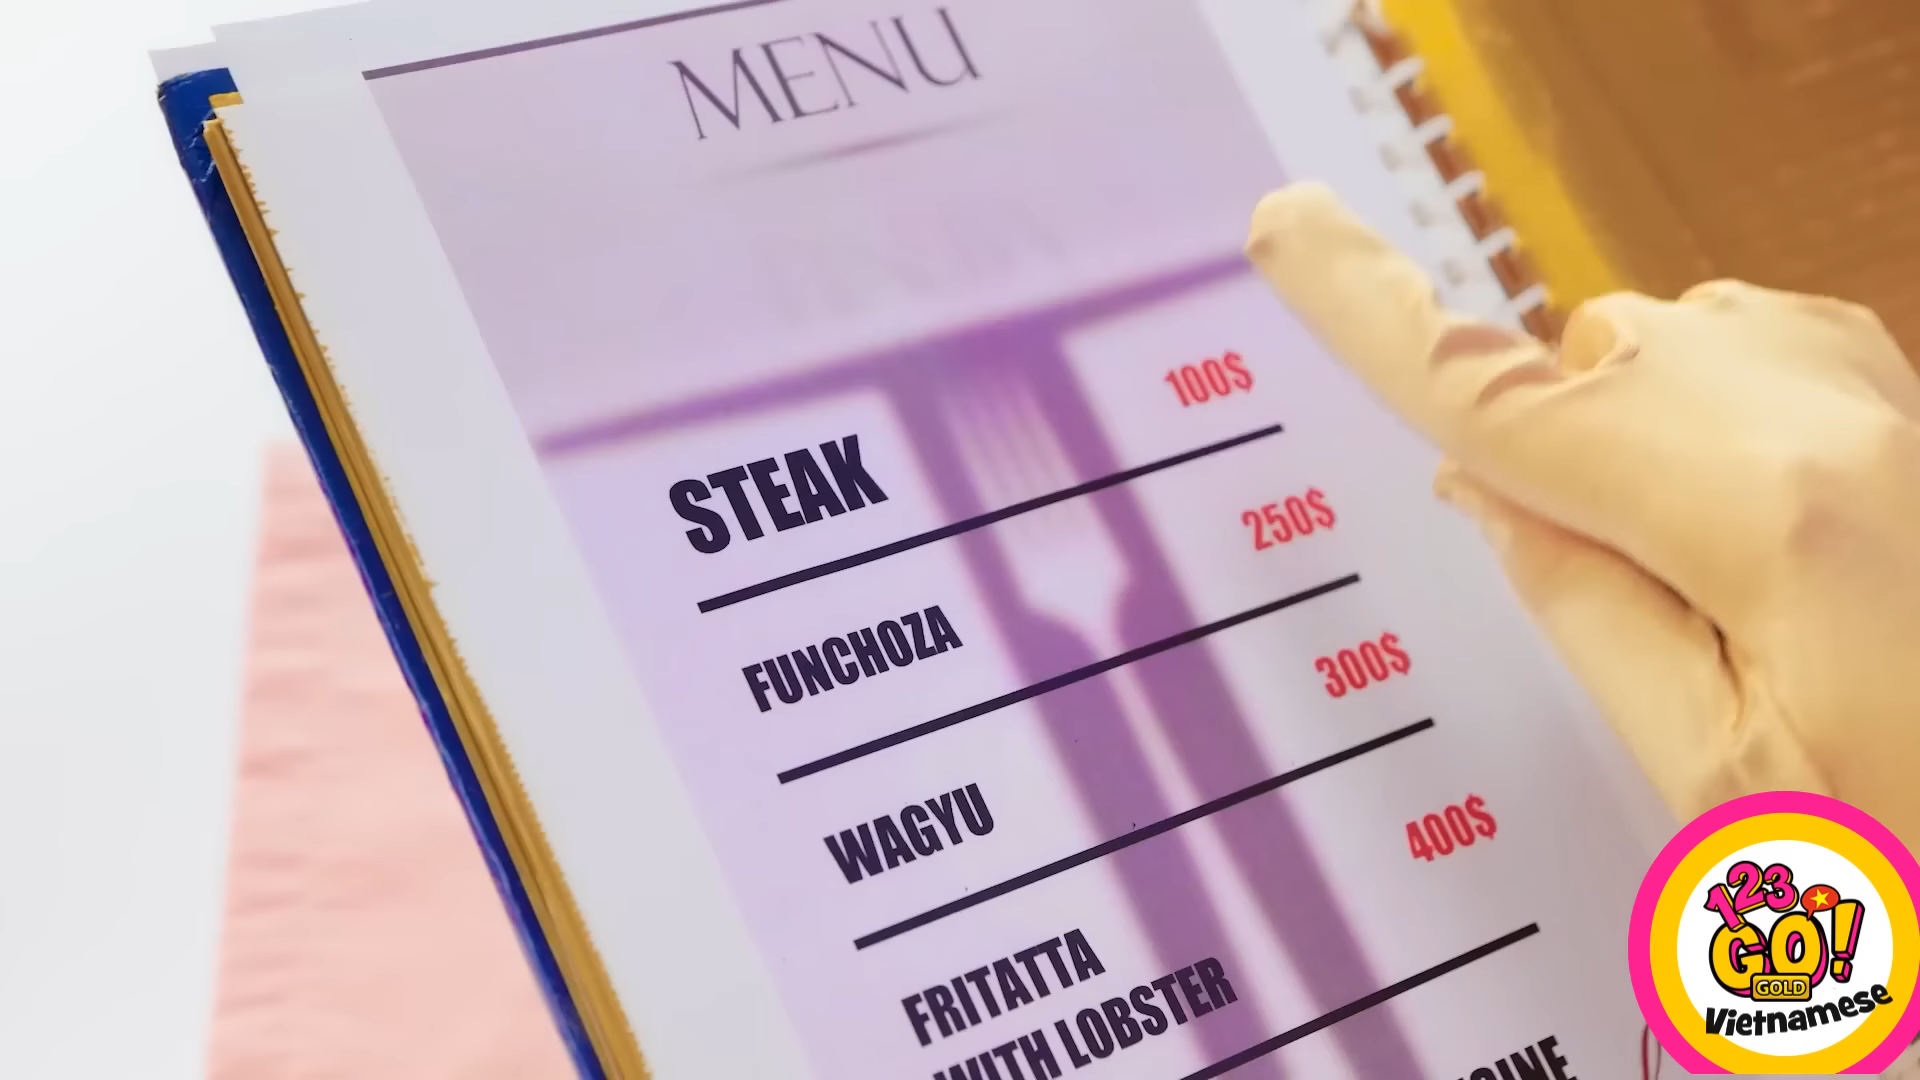 MENU
STEAK 100$
FUNCHOZA 250$
WAGYU 300$
FRITATTA 400$
WITH LOBSTER
123
GO!
GOLD
Vietnamese